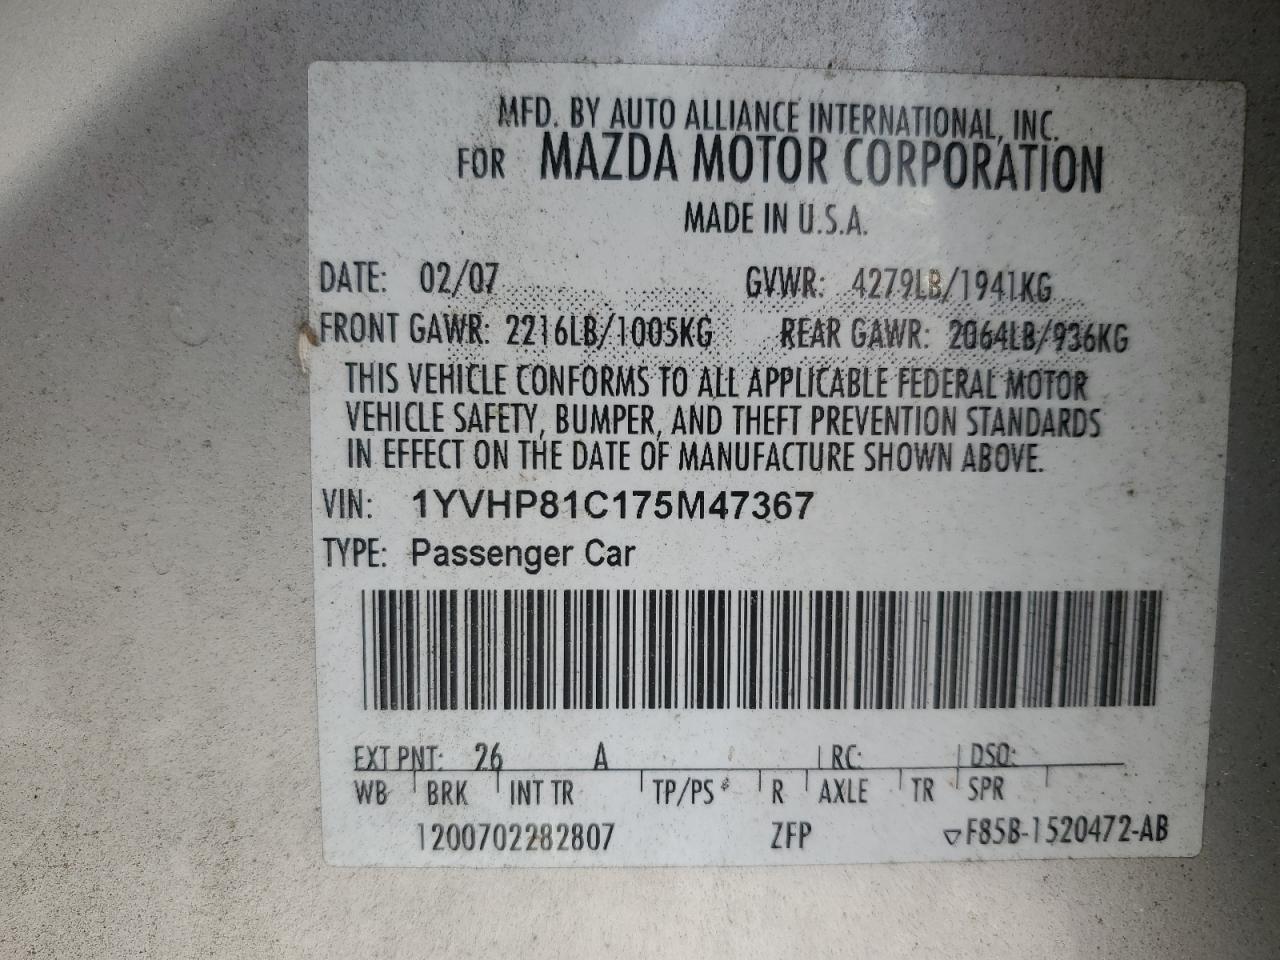 MFD. BY AUTO ALLIANCE INTERNATIONAL, INC.
FOR MAZDA MOTOR CORPORATION
MADE IN U.S.A.
DATE: 02/07 GVWR: 4279LB/1941KG
FRONT GAWR: 2216LB/1005KG REAR GAWR: 2064LB/936KG
THIS VEHICLE CONFORMS TO ALL APPLICABLE FEDERAL MOTOR
VEHICLE SAFETY, BUMPER, AND THEFT PREVENTION STANDARDS
IN EFFECT ON THE DATE OF MANUFACTURE SHOWN ABOVE.
VIN: 1YVHP81C175M47367
TYPE: Passenger Car
EXT PNT: 26 A RC: DSO:
WB BRK INT TR TP/PS R AXLE TR SPR
1200702282807 ZFP ▽F85B-1520472-AB